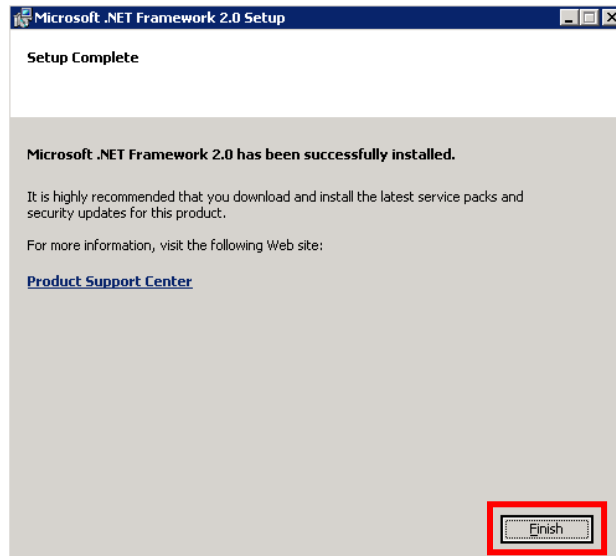 Microsoft .NET Framework 2.0 Setup
Setup Complete
Microsoft .NET Framework 2.0 has been successfully installed.
It is highly recommended that you download and install the latest service packs and
security updates for this product.
For more information, visit the following Web site:
Product Support Center
Finish